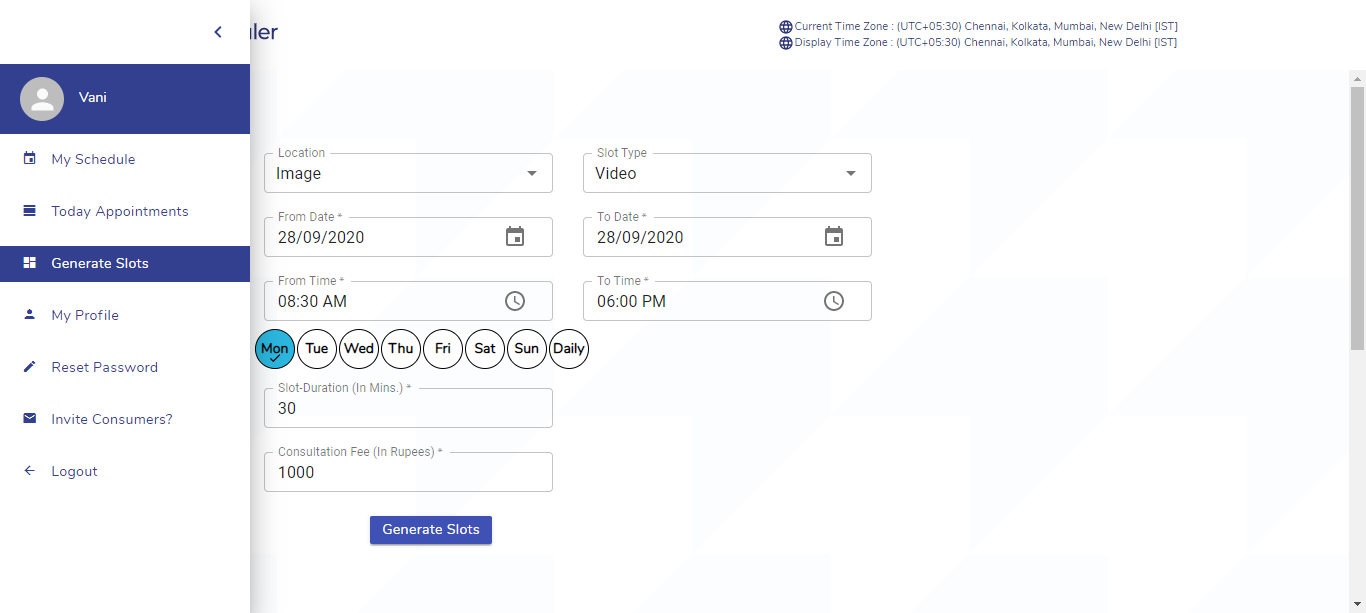 uler
Current Time Zone : (UTC+05:30) Chennai, Kolkata, Mumbai, New Delhi [IST]
Display Time Zone : (UTC+05:30) Chennai, Kolkata, Mumbai, New Delhi [IST]
Vani
My Schedule
Today Appointments
Generate Slots
My Profile
Reset Password
Invite Consumers?
Logout
Location
Image
Slot Type
Video
From Date *
28/09/2020
To Date *
28/09/2020
From Time *
08:30 AM
To Time *
06:00 PM
Mon Tue Wed Thu Fri Sat Sun Daily
Slot-Duration (In Mins.) *
30
Consultation Fee (In Rupees) *
1000
Generate Slots